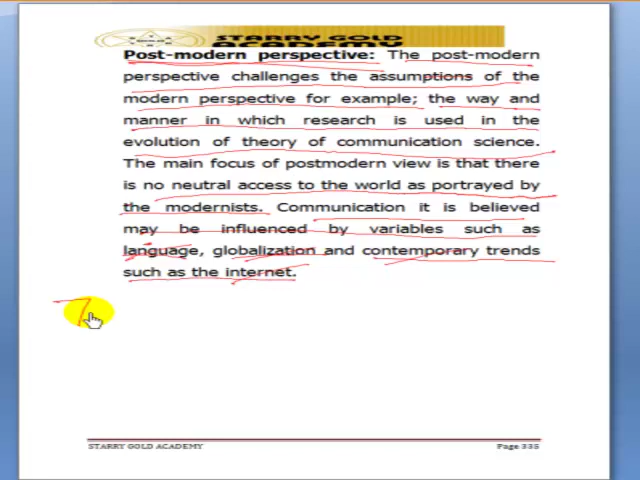 STARRY GOLD
ACADEMY
Post-modern perspective: The post-modern
perspective challenges the assumptions of the
modern perspective for example; the way and
manner in which research is used in the
evolution of theory of communication science.
The main focus of postmodern view is that there
is no neutral access to the world as portrayed by
the modernists. Communication it is believed
may be influenced by variables such as
language, globalization and contemporary trends
such as the internet.
STARRY GOLD ACADEMY Page 335